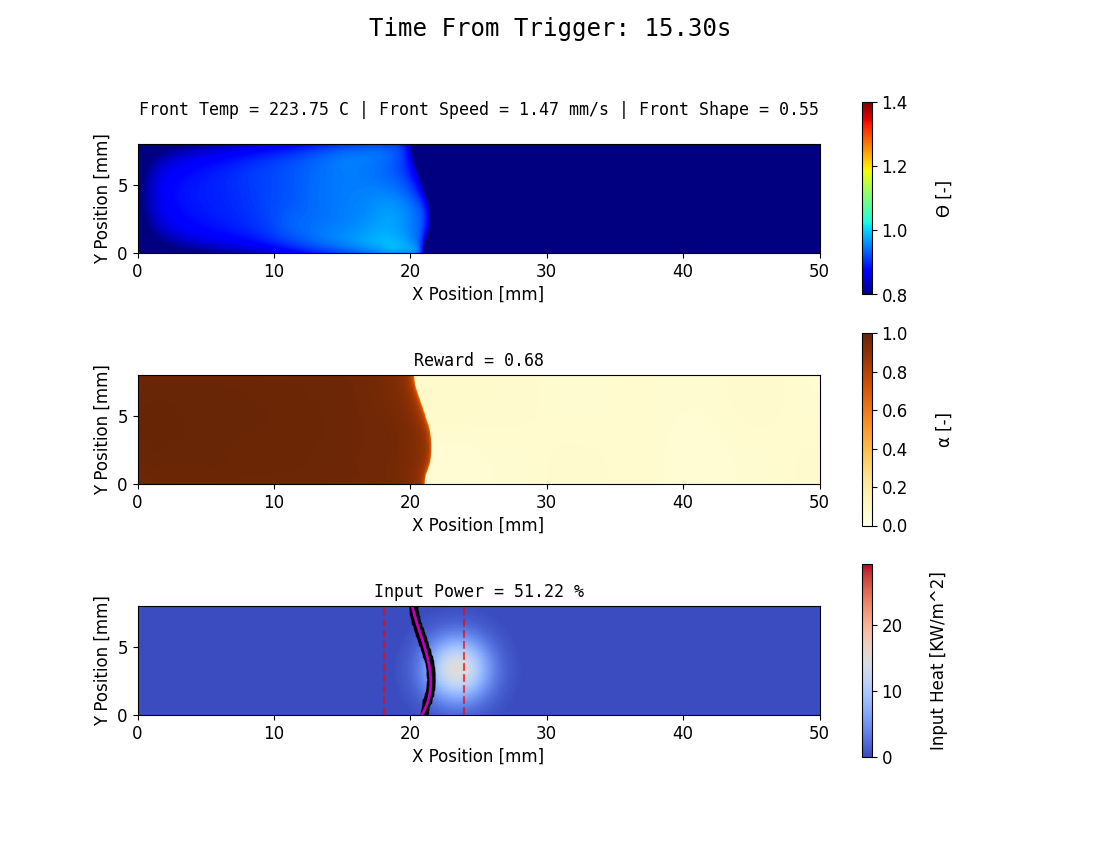 Time From Trigger: 15.30s
Front Temp = 223.75 C | Front Speed = 1.47 mm/s | Front Shape = 0.55
Y Position [mm]
5
0
0 10 20 30 40 50
X Position [mm]
1.4
1.2
1.0
0.8
Θ [-]
Reward = 0.68
Y Position [mm]
5
0
0 10 20 30 40 50
X Position [mm]
1.0
0.8
0.6
0.4
0.2
0.0
α [-]
Input Power = 51.22 %
Y Position [mm]
5
0
0 10 20 30 40 50
X Position [mm]
20
10
0
Input Heat [KW/m^2]